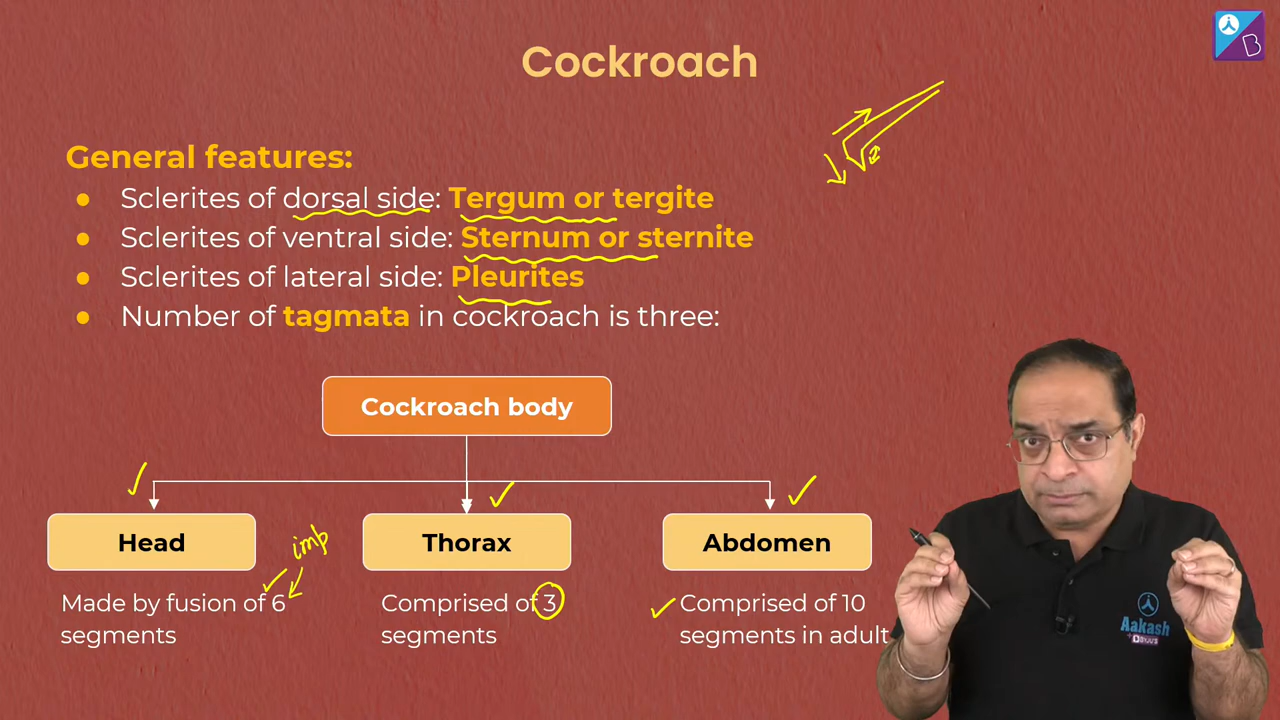 Cockroach
B
General features:
● Sclerites of dorsal side: Tergum or tergite
● Sclerites of ventral side: Sternum or sternite
● Sclerites of lateral side: Pleurites
● Number of tagmata in cockroach is three:
Cockroach body
Head
Thorax
Abdomen
imp
Made by fusion of 6
segments
Comprised of 3
segments
Comprised of 10
segments in adult
Aakash
+ BYJU'S